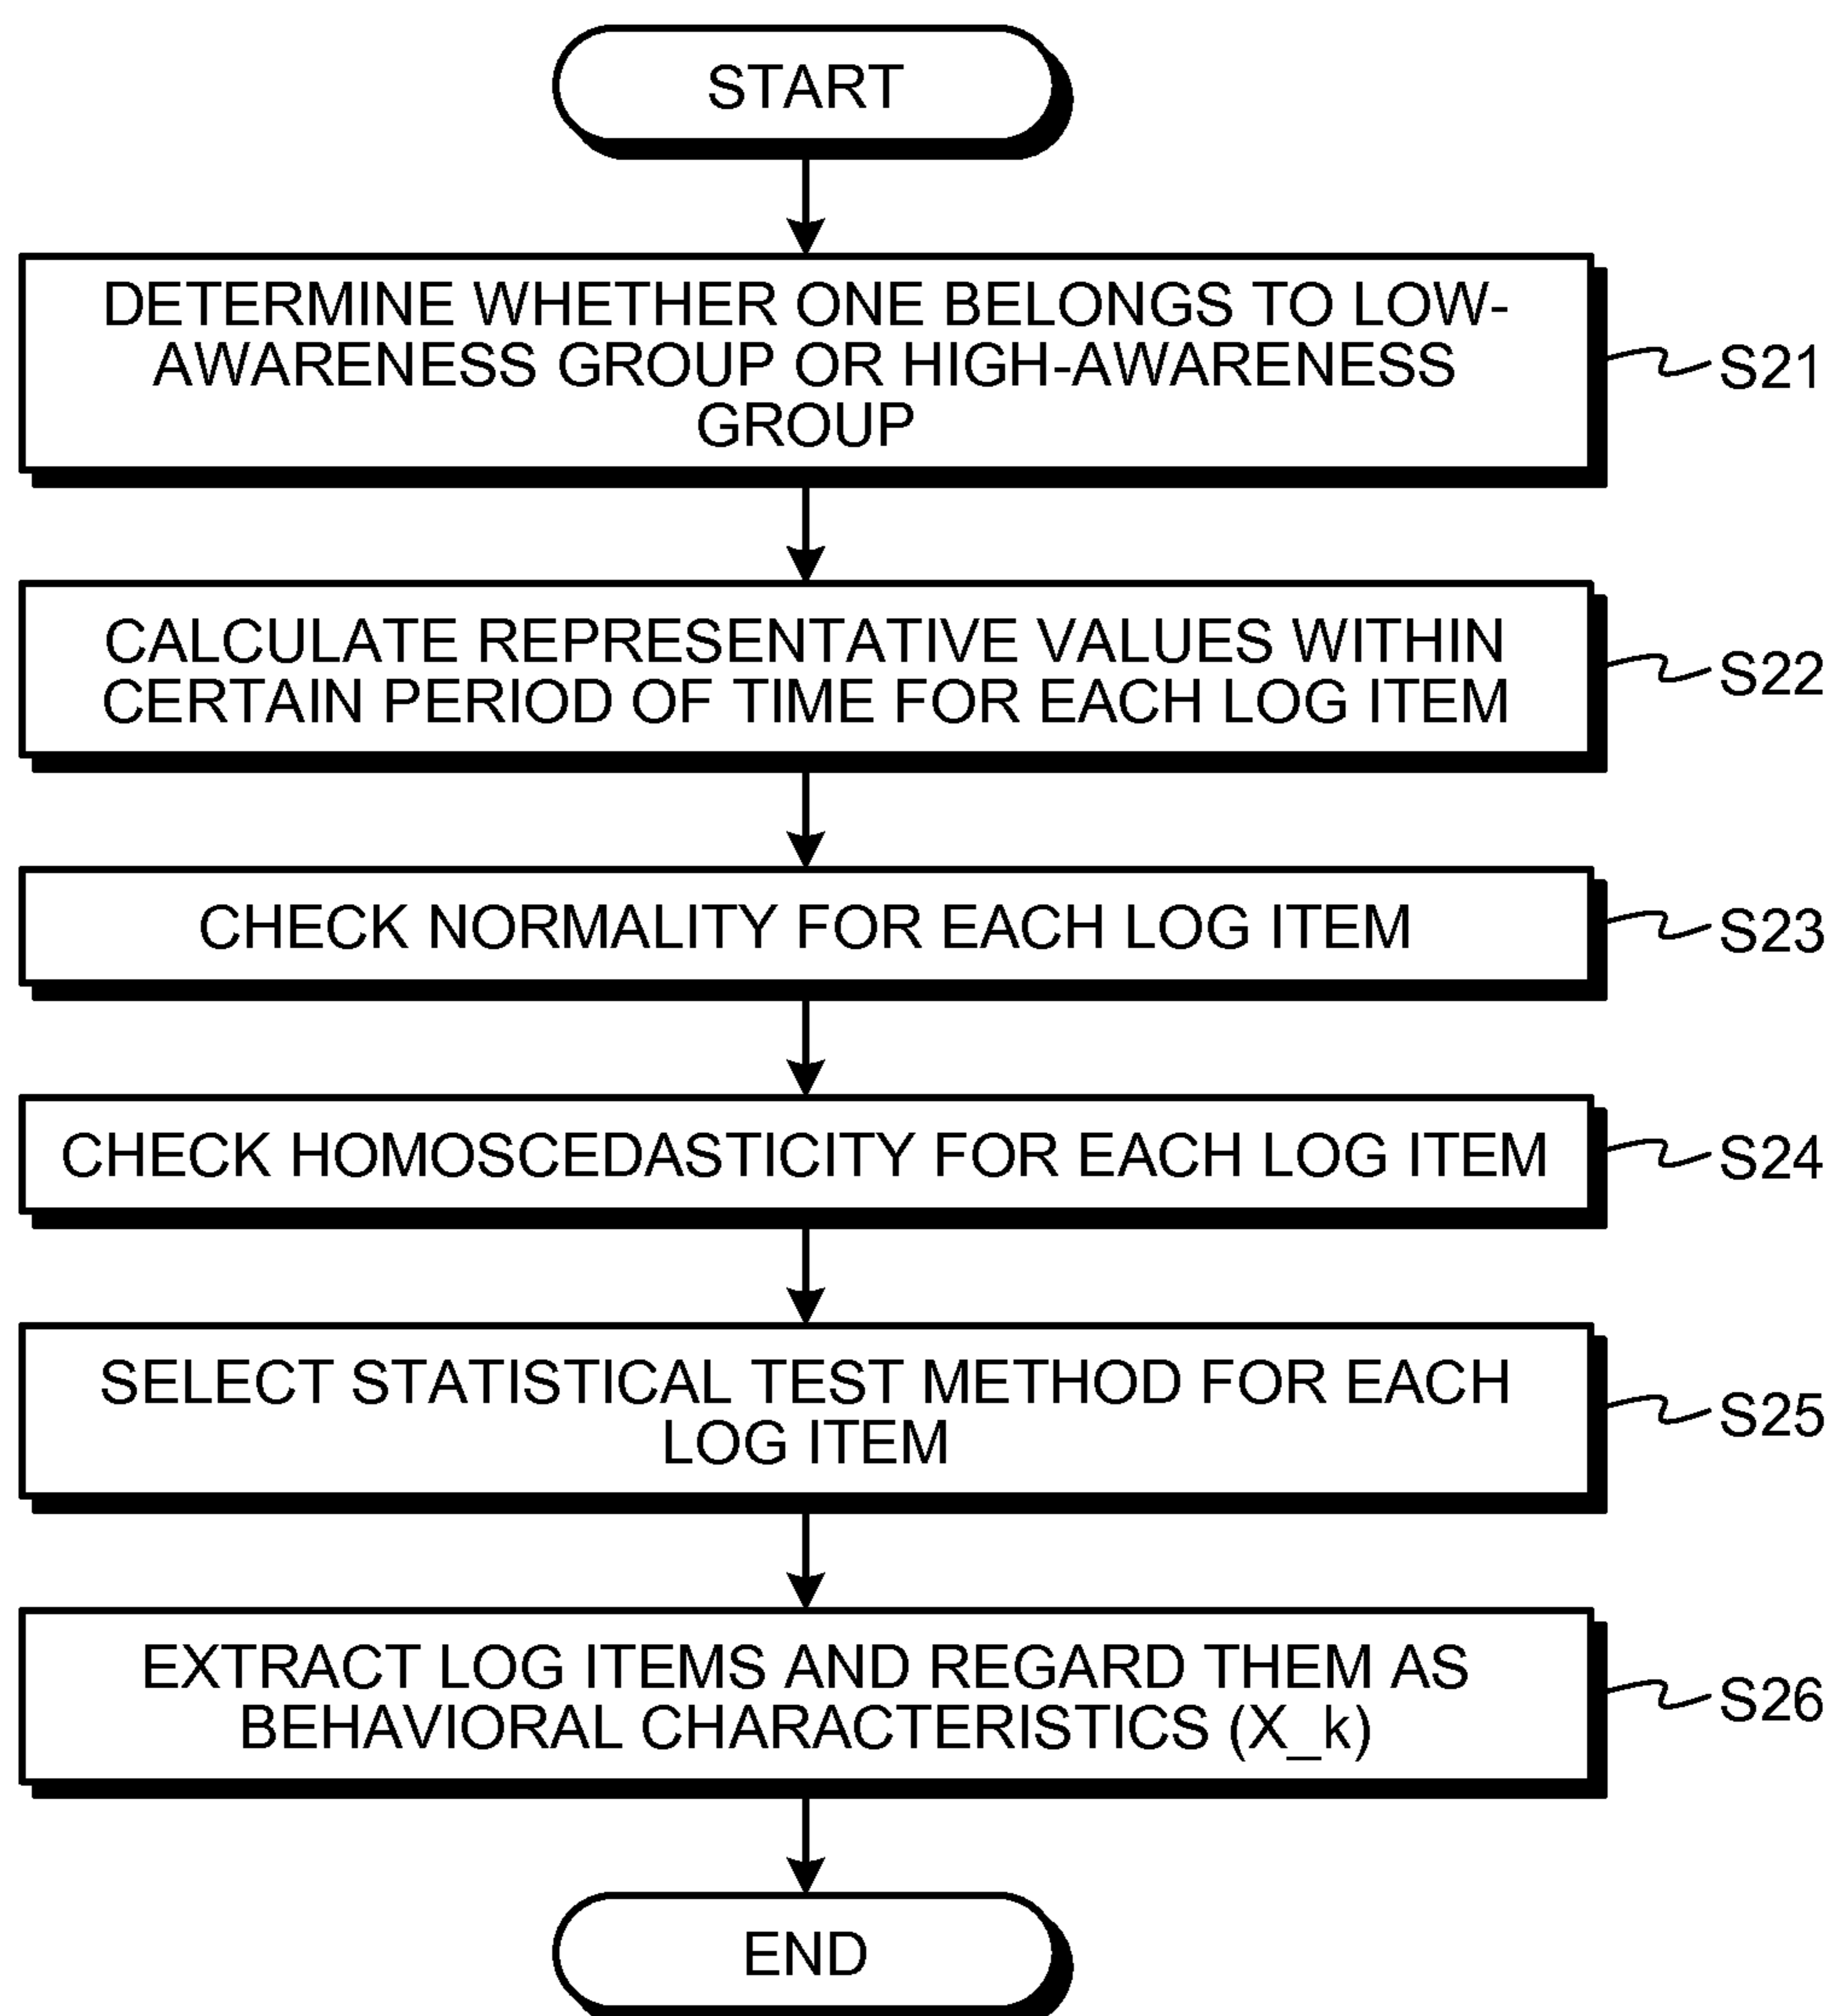 START
DETERMINE WHETHER ONE BELONGS TO LOW-
AWARENESS GROUP OR HIGH-AWARENESS
GROUP
S21
CALCULATE REPRESENTATIVE VALUES WITHIN
CERTAIN PERIOD OF TIME FOR EACH LOG ITEM
S22
CHECK NORMALITY FOR EACH LOG ITEM
S23
CHECK HOMOSCEDASTICITY FOR EACH LOG ITEM
S24
SELECT STATISTICAL TEST METHOD FOR EACH
LOG ITEM
S25
EXTRACT LOG ITEMS AND REGARD THEM AS
BEHAVIORAL CHARACTERISTICS (X_k)
S26
END